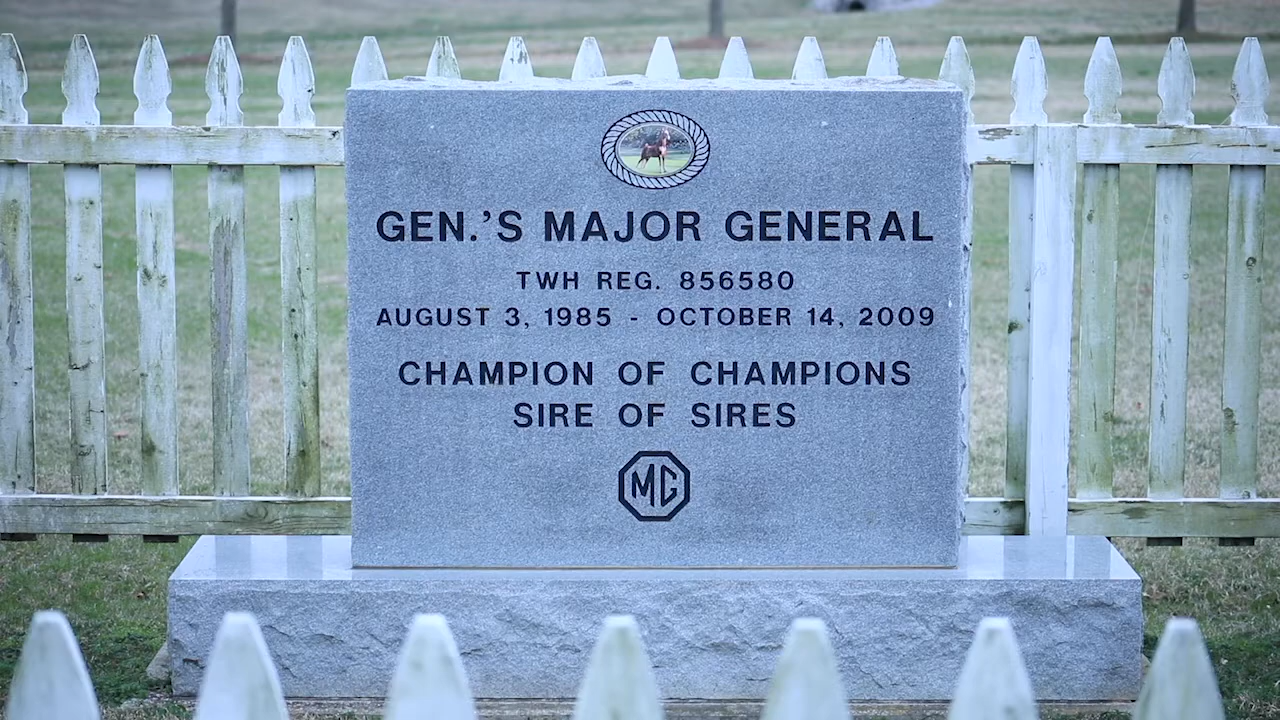 GEN.'S MAJOR GENERAL
TWH REG. 856580
AUGUST 3, 1985 - OCTOBER 14, 2009
CHAMPION OF CHAMPIONS
SIRE OF SIRES
MG